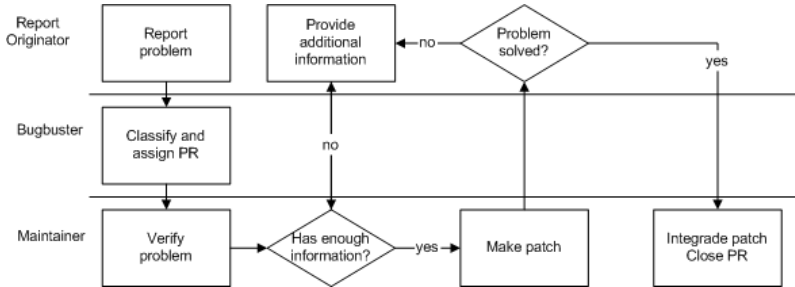 Report
Originator
Report
problem
Provide
additional
information
no
Problem
solved?
yes
Bugbuster
Classify and
assign PR
no
Maintainer
Verify
problem
Has enough
information?
yes
Make patch
Integrade patch
Close PR